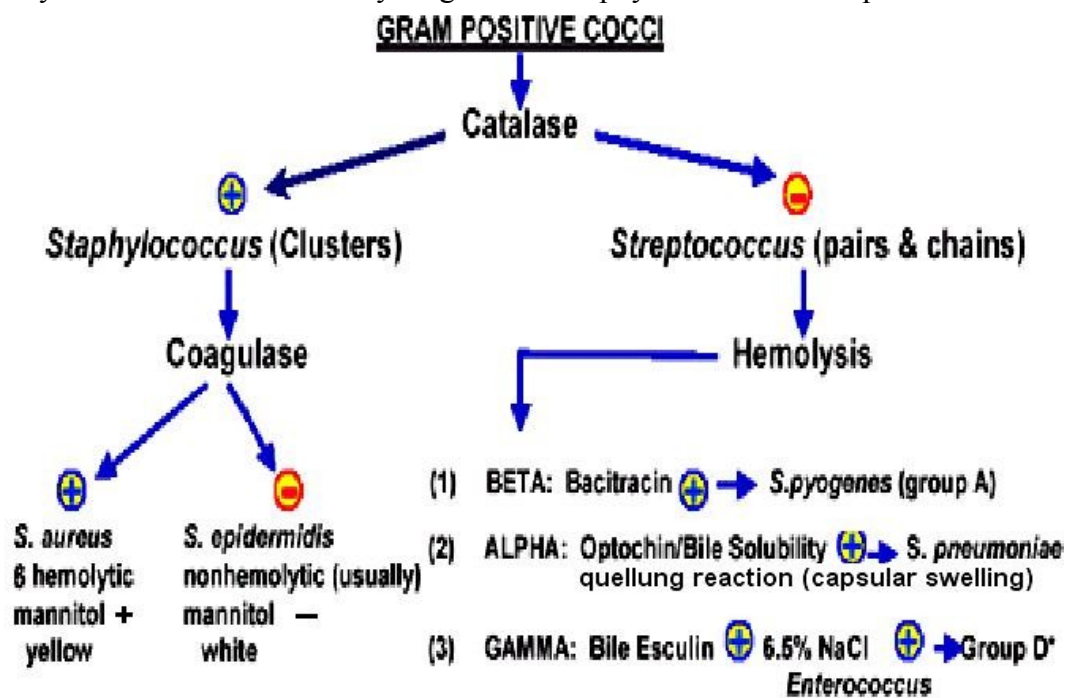 GRAM POSITIVE COCCI
Catalase
+ -
Staphylococcus (Clusters) Streptococcus (pairs & chains)
Coagulase Hemolysis
+ -
S. aureus
6 hemolytic
mannitol +
yellow
S. epidermidis
nonhemolytic (usually)
mannitol —
white
(1) BETA: Bacitracin + S.pyogenes (group A)
(2) ALPHA: Optochin/Bile Solubility + S. pneumoniae
quellung reaction (capsular swelling)
(3) GAMMA: Bile Esculin + 6.5% NaCl + Group D*
Enterococcus